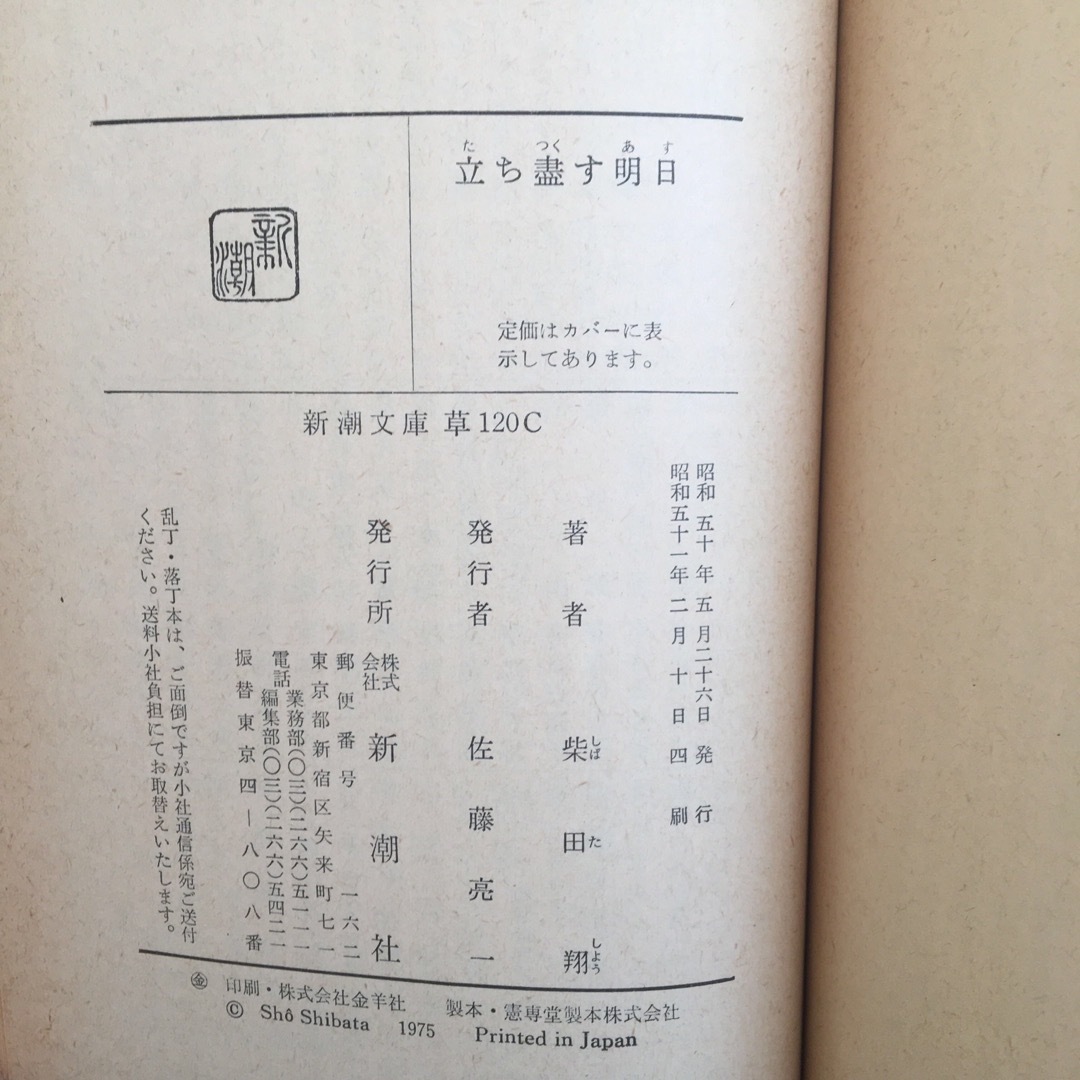 立ち盡す明日
た つく あ す
定価はカバーに表
示してあります。
新潮
新潮文庫 草120C
昭和五十年五月二十六日発行
昭和五十一年二月十日四刷
著者 柴田翔
しば た しよう
発行者 佐藤亮一
発行所 株式会社 新潮社
郵便番号 一六二
東京都新宿区矢来町七一
電話 業務部(〇三)(二六六)五一一一
編集部(〇三)(二六六)五四二一
振替東京四―八〇八番
乱丁・落丁本は、ご面倒ですが小社通信係宛ご送付
ください。送料小社負担にてお取替えいたします。
金 印刷・株式会社金羊社 製本・憲専堂製本株式会社
© Shô Shibata 1975 Printed in Japan